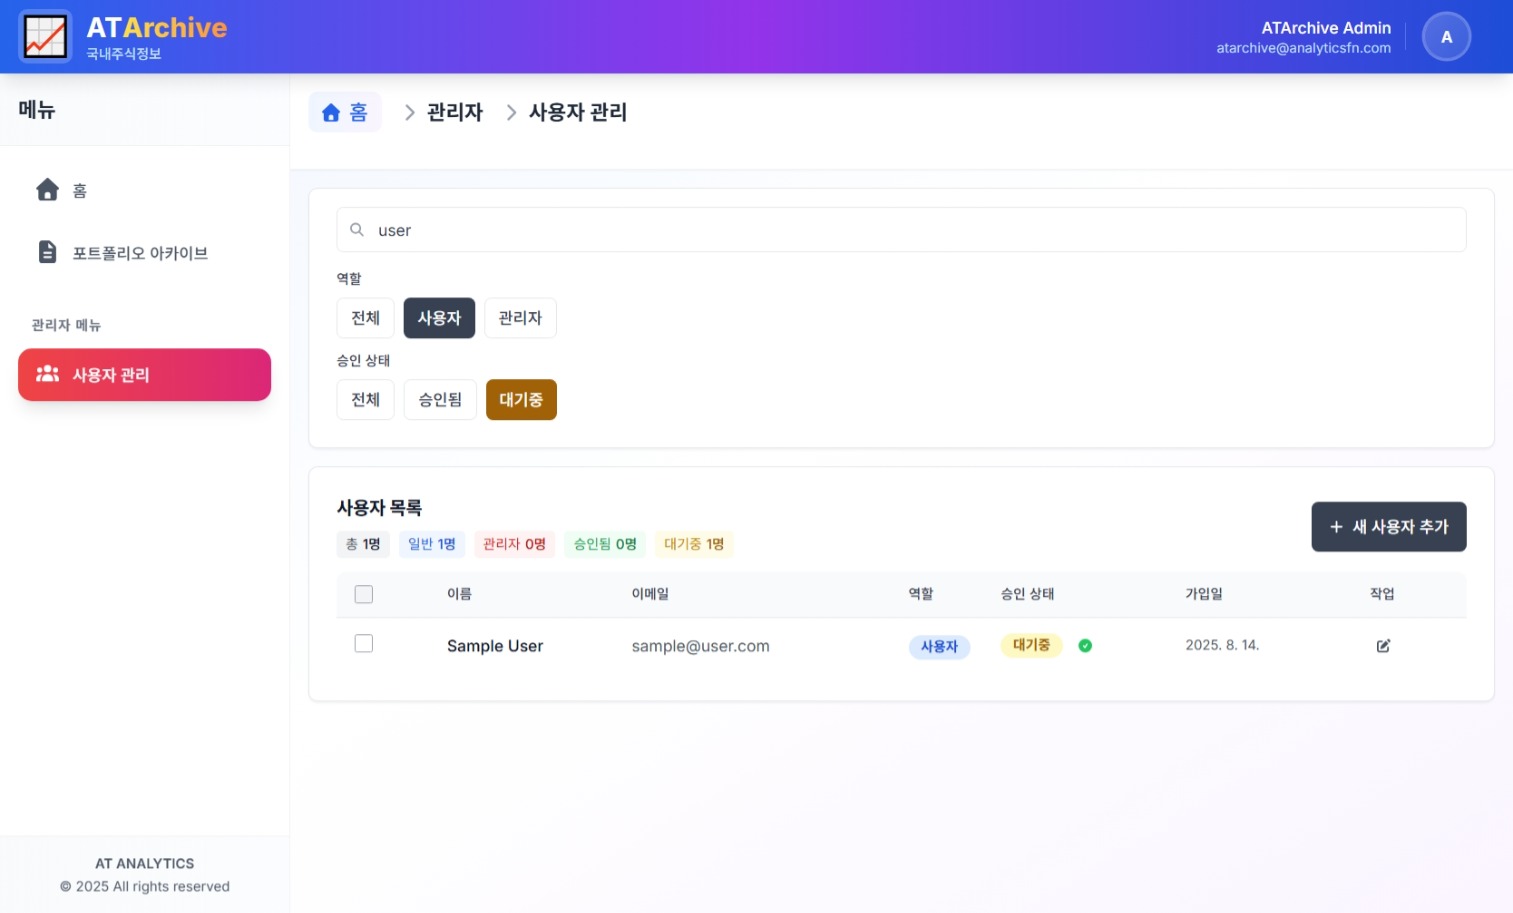 ATArchive
국내주식정보
ATArchive Admin
atarchive@analyticsfn.com
A
메뉴
홈
포트폴리오 아카이브
관리자 메뉴
사용자 관리
AT ANALYTICS
© 2025 All rights reserved
홈 > 관리자 > 사용자 관리
user
역할
전체 사용자 관리자
승인 상태
전체 승인됨 대기중
사용자 목록
총 1명 일반 1명 관리자 0명 승인됨 0명 대기중 1명
+ 새 사용자 추가
이름 이메일 역할 승인 상태 가입일 작업
Sample User sample@user.com 사용자 대기중 2025. 8. 14.